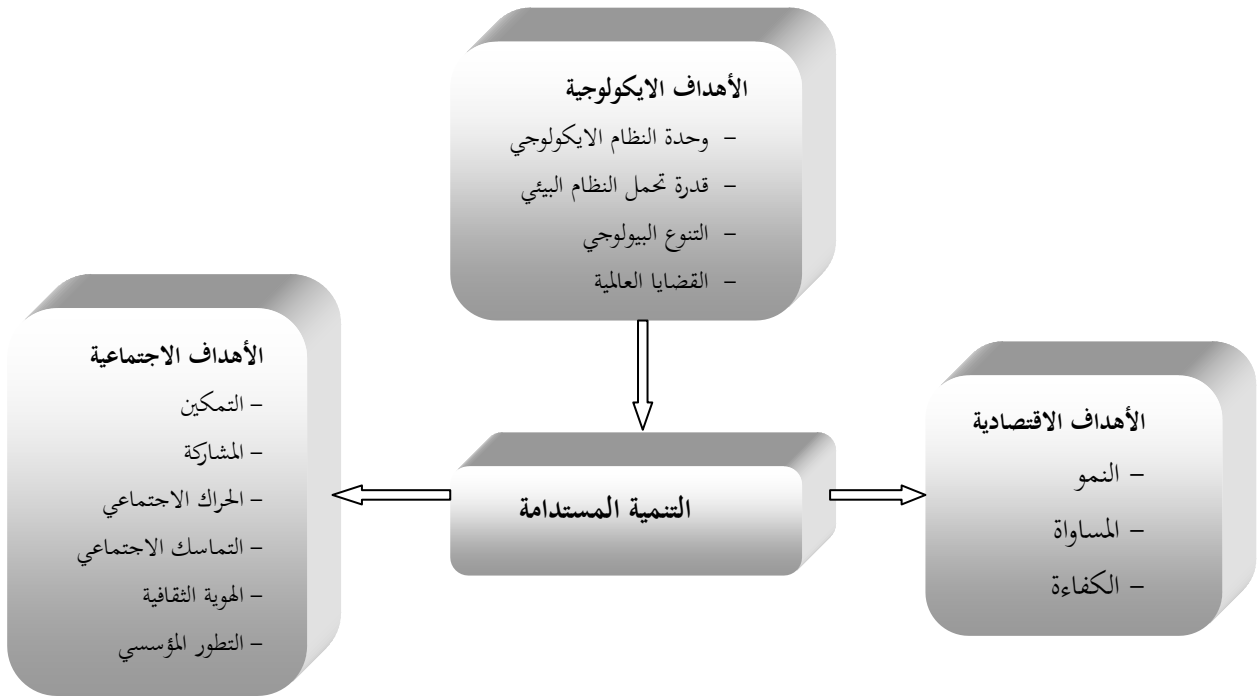 الأهداف الايكولوجية
– وحدة النظام الايكولوجي
– قدرة تحمل النظام البيئي
– التنوع البيولوجي
– القضايا العالمية
الأهداف الاقتصادية
– النمو
– المساواة
– الكفاءة
التنمية المستدامة
الأهداف الاجتماعية
– التمكين
– المشاركة
– الحراك الاجتماعي
– التماسك الاجتماعي
– الهوية الثقافية
– التطور المؤسسي